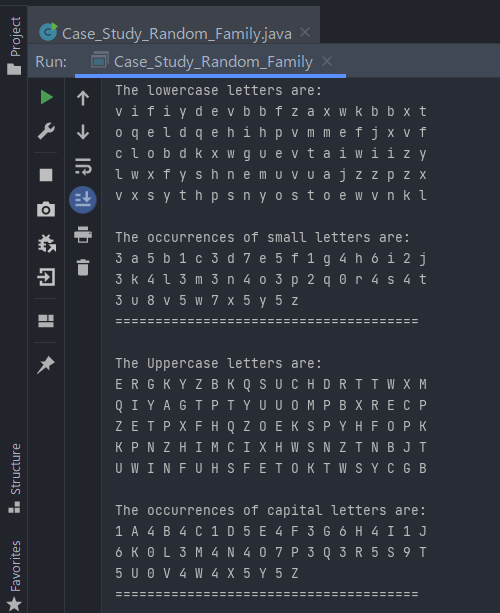 Project
Case_Study_Random_Family.java
Run: Case_Study_Random_Family
The lowercase letters are:
v i f i y d e v b b f z a x w k b b x t
o q e l d q e h i h p v m m e f j x v f
c l o b d k x w g u e v t a i w i i z y
l w x f y s h n e m u v u a j z z p z x
v x s y t h p s n y o s t o e w v n k l
The occurrences of small letters are:
3 a 5 b 1 c 3 d 7 e 5 f 1 g 4 h 6 i 2 j
3 k 4 l 3 m 3 n 4 o 3 p 2 q 0 r 4 s 4 t
3 u 8 v 5 w 7 x 5 y 5 z
======================================
The Uppercase letters are:
E R G K Y Z B K Q S U C H D R T T W X M
Q I Y A G T P T Y U U O M P B X R E C P
Z E T P X F H Q Z O E K S P Y H F O P K
K P N Z H I M C I X H W S N Z T N B J T
U W I N F U H S F E T O K T W S Y C G B
The occurrences of capital letters are:
1 A 4 B 4 C 1 D 5 E 4 F 3 G 6 H 4 I 1 J
6 K 0 L 3 M 4 N 4 O 7 P 3 Q 3 R 5 S 9 T
5 U 0 V 4 W 4 X 5 Y 5 Z
======================================
Structure
Favorites